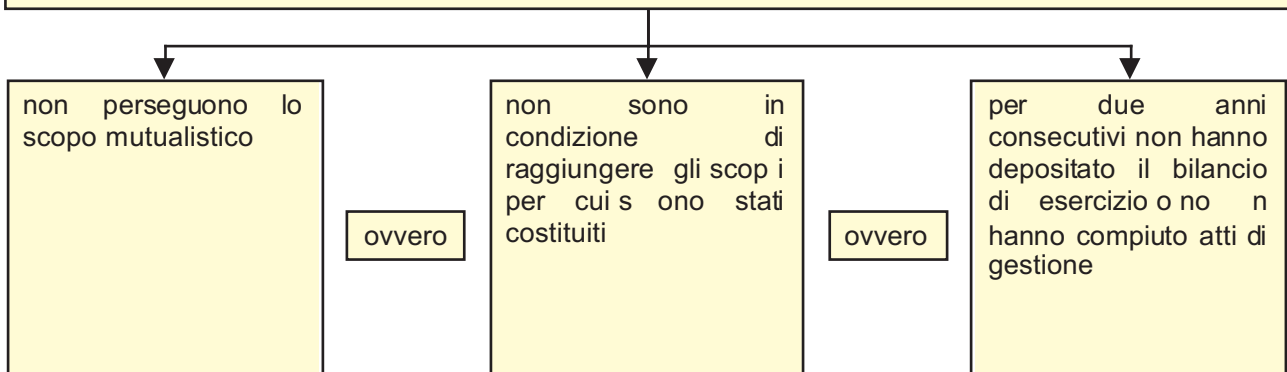 non perseguono lo
scopo mutualistico
ovvero
non sono in
condizione di
raggiungere gli scop i
per cui s ono stati
costituiti
ovvero
per due anni
consecutivi non hanno
depositato il bilancio
di esercizio o no n
hanno compiuto atti di
gestione